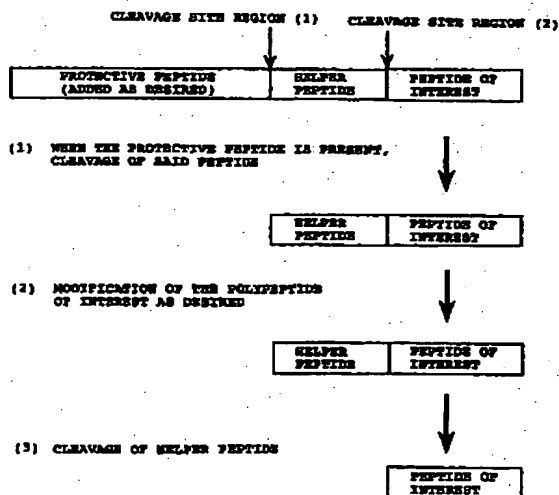 CLEAVAGE SITE REGION (1)
CLEAVAGE SITE REGION (2)
PROTECTIVE PEPTIDE
(ADDED AS DESIRED)
HELPER
PEPTIDE
PEPTIDE OF
INTEREST
(1) WHEN THE PROTECTIVE PEPTIDE IS PRESENT,
CLEAVAGE OF SAID PEPTIDE
HELPER
PEPTIDE
PEPTIDE OF
INTEREST
(2) MODIFICATION OF THE POLYPEPTIDE
OF INTEREST AS DESIRED
HELPER
PEPTIDE
PEPTIDE OF
INTEREST
(3) CLEAVAGE OF HELPER PEPTIDE
PEPTIDE OF
INTEREST